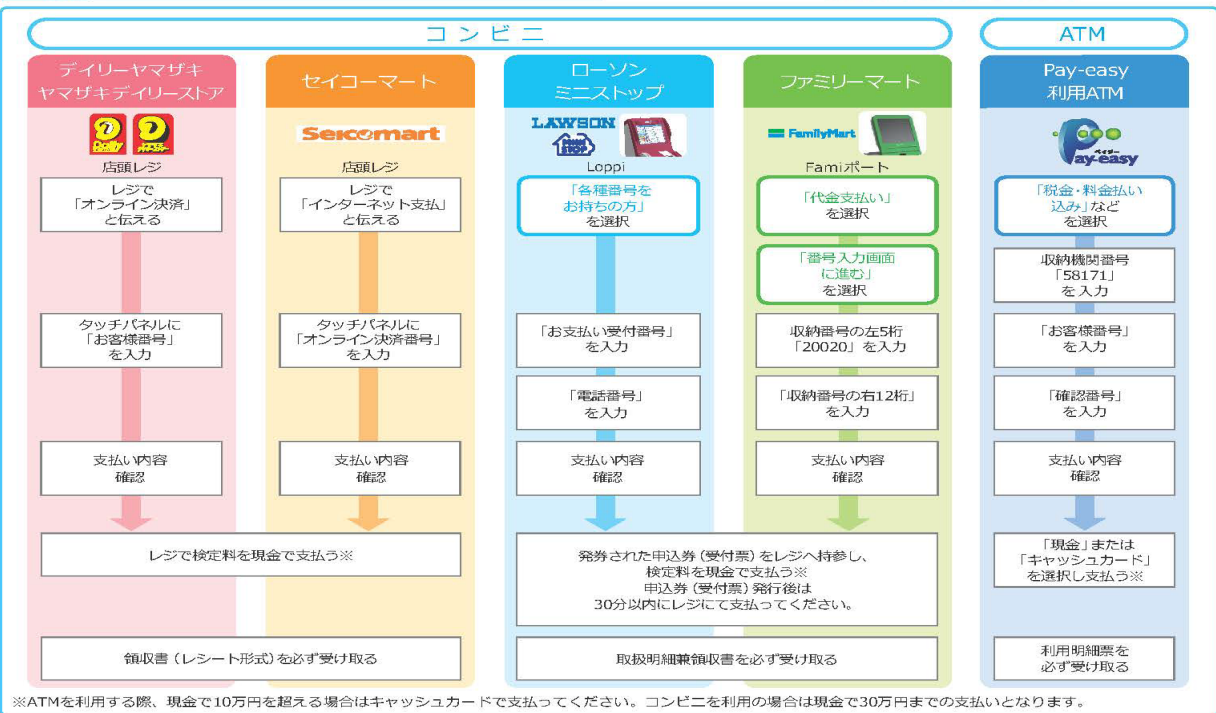 コンビニ
デイリーヤマザキ
ヤマザキデイリーストア
店頭レジ
レジで
「オンライン決済」
と伝える
タッチパネルに
「お客様番号」
を入力
支払い内容
確認
セイコーマート
Seicomart
店頭レジ
レジで
「インターネット支払」
と伝える
タッチパネルに
「オンライン決済番号」
を入力
支払い内容
確認
レジで検定料を現金で支払う※
領収書(レシート形式)を必ず受け取る
ローソン
ミニストップ
LAWSON
Loppi
「各種番号を
お持ちの方」
を選択
「お支払い受付番号」
を入力
「電話番号」
を入力
支払い内容
確認
ファミリーマート
FamilyMart
Famiポート
「代金支払い」
を選択
「番号入力画面
に進む」
を選択
収納番号の左5桁
「20020」を入力
「収納番号の右12桁」
を入力
支払い内容
確認
発券された申込券(受付票)をレジへ持参し、
検定料を現金で支払う※
申込券(受付票)発行後は
30分以内にレジにて支払ってください。
取扱明細兼領収書を必ず受け取る
ATM
Pay-easy
利用ATM
ペイジー
Pay-easy
「税金・料金払い
込み」など
を選択
収納機関番号
「58171」
を入力
「お客様番号」
を入力
「確認番号」
を入力
支払い内容
確認
「現金」または
「キャッシュカード」
を選択し支払う※
利用明細票を
必ず受け取る
※ATMを利用する際、現金で10万円を超える場合はキャッシュカードで支払ってください。コンビニを利用の場合は現金で30万円までの支払いとなります。